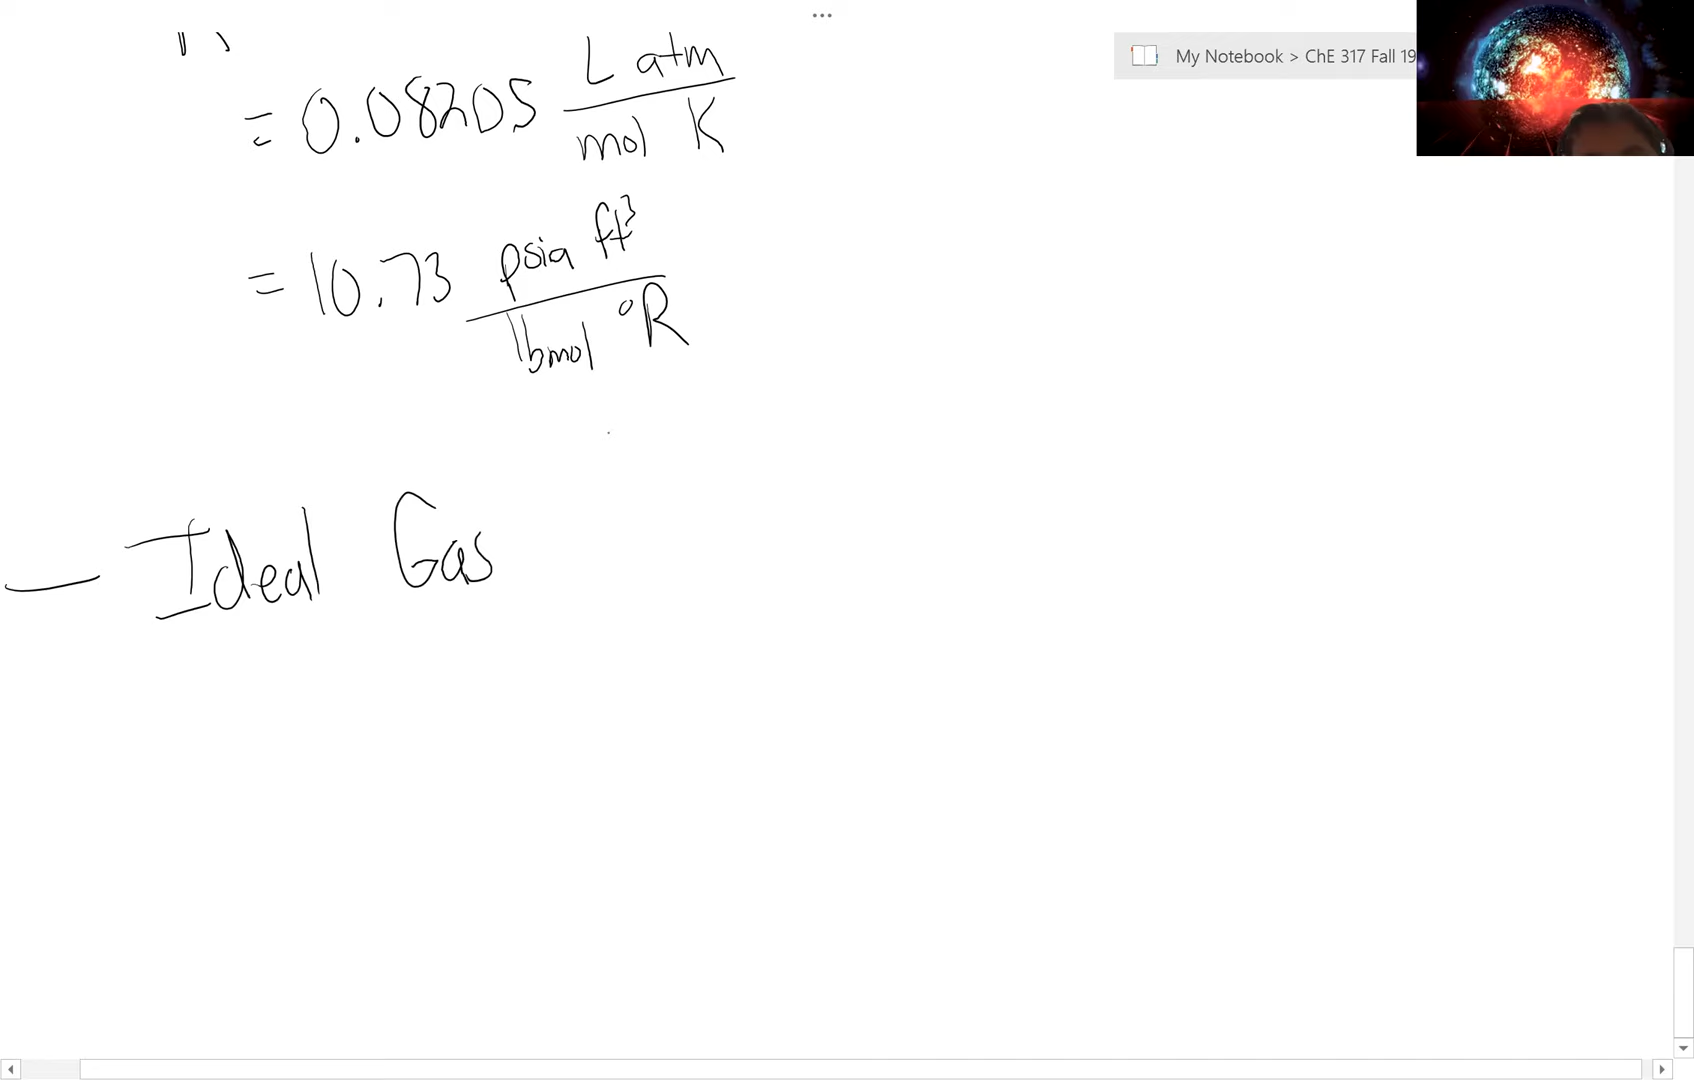 My Notebook > ChE 317 Fall 19
= 0.08205 L atm / mol K
= 10.73 psia ft³ / lbmol °R
— Ideal Gas